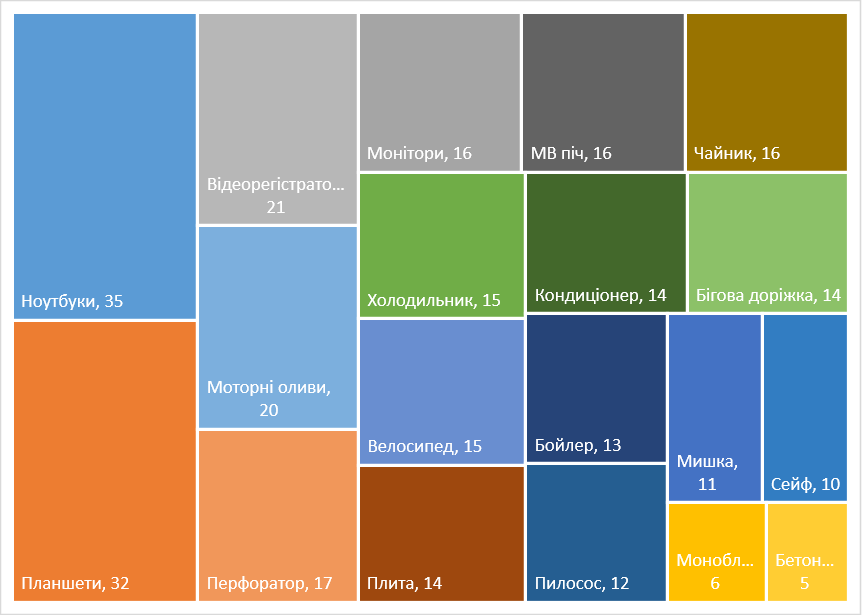 Ноутбуки, 35
Планшети, 32
Відеорегістрато...
21
Моторні оливи,
20
Перфоратор, 17
Монітори, 16
МВ піч, 16
Чайник, 16
Холодильник, 15
Велосипед, 15
Плита, 14
Кондиціонер, 14
Бігова доріжка, 14
Бойлер, 13
Пилосос, 12
Мишка,
11
Сейф, 10
Монобл...
6
Бетон...
5